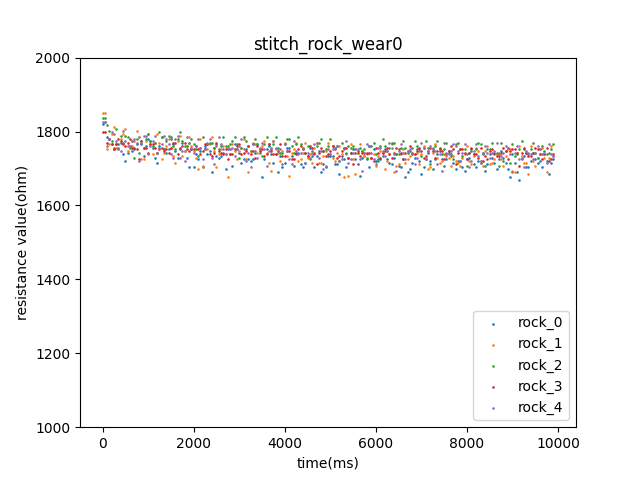 stitch_rock_wear0
resistance value(ohm)
2000
1800
1600
1400
1200
1000
0
2000
4000
6000
8000
10000
time(ms)
rock_0
rock_1
rock_2
rock_3
rock_4